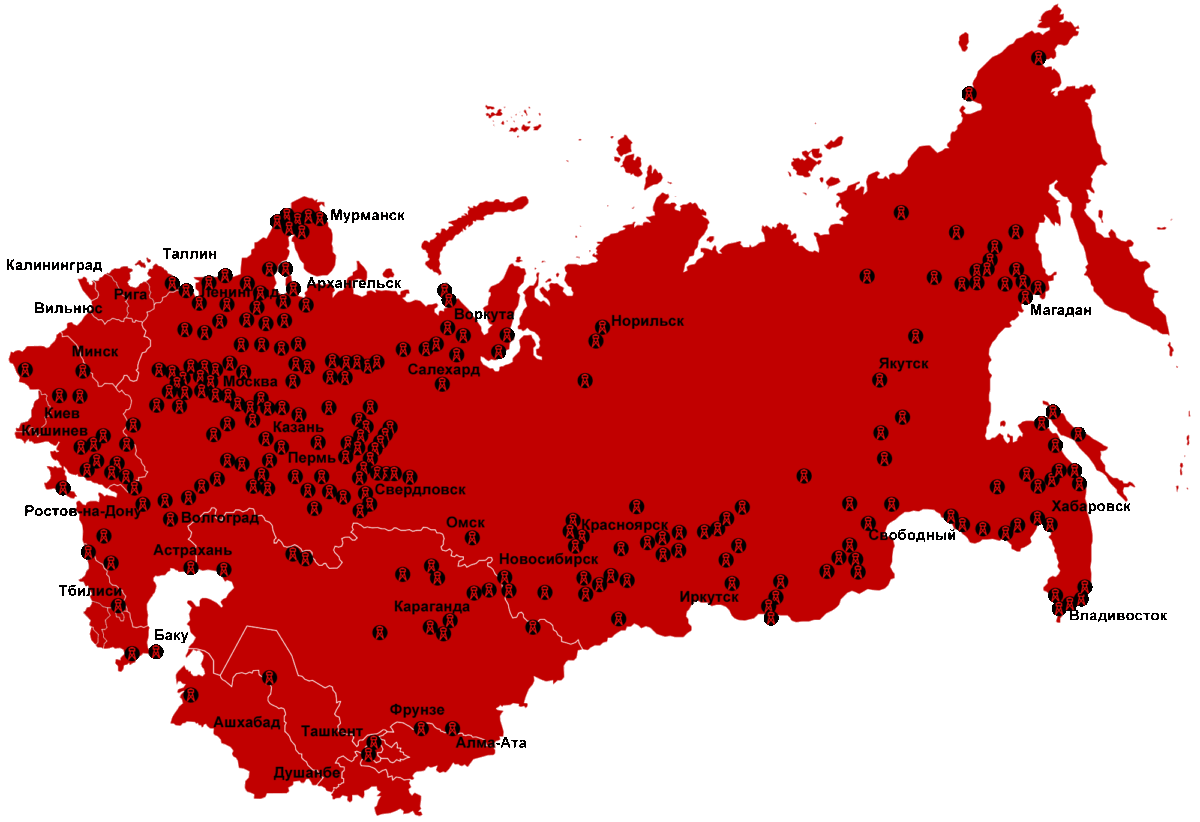 Мурманск
Таллин
Калининград
Архангельск
Рига
Ленинград
Вильнюс
Воркута
Магадан
Норильск
Минск
Якутск
Салехард
Москва
Киев
Казань
Кишинев
Пермь
Свердловск
Хабаровск
Ростов-на-Дону
Волгоград
Омск
Красноярск
Свободный
Астрахань
Новосибирск
Тбилиси
Иркутск
Караганда
Владивосток
Баку
Фрунзе
Ашхабад
Ташкент
Алма-Ата
Душанбе